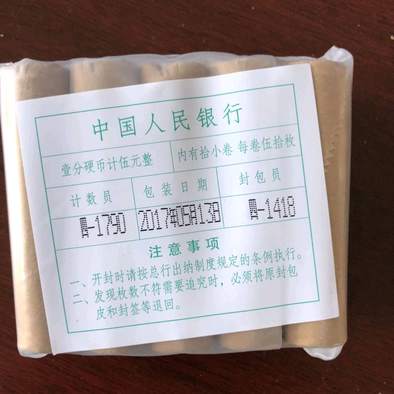 中国人民银行
壹分硬币计伍元整 内有拾小卷 每卷伍拾枚
计数员 包装日期 封包员
-1790 2017年05月13日 -1418
注意事项
一、开封时请按总行出纳制度规定的条例执行。
二、发现枚数不符需要追究时，必须将原封包
皮和封签等退回。